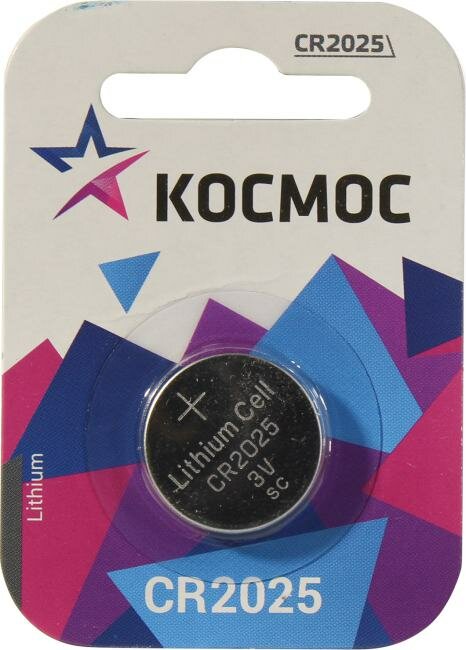 CR2025
КОСМОС
+
Lithium Cell
CR2025
3V
SC
Lithium
CR2025